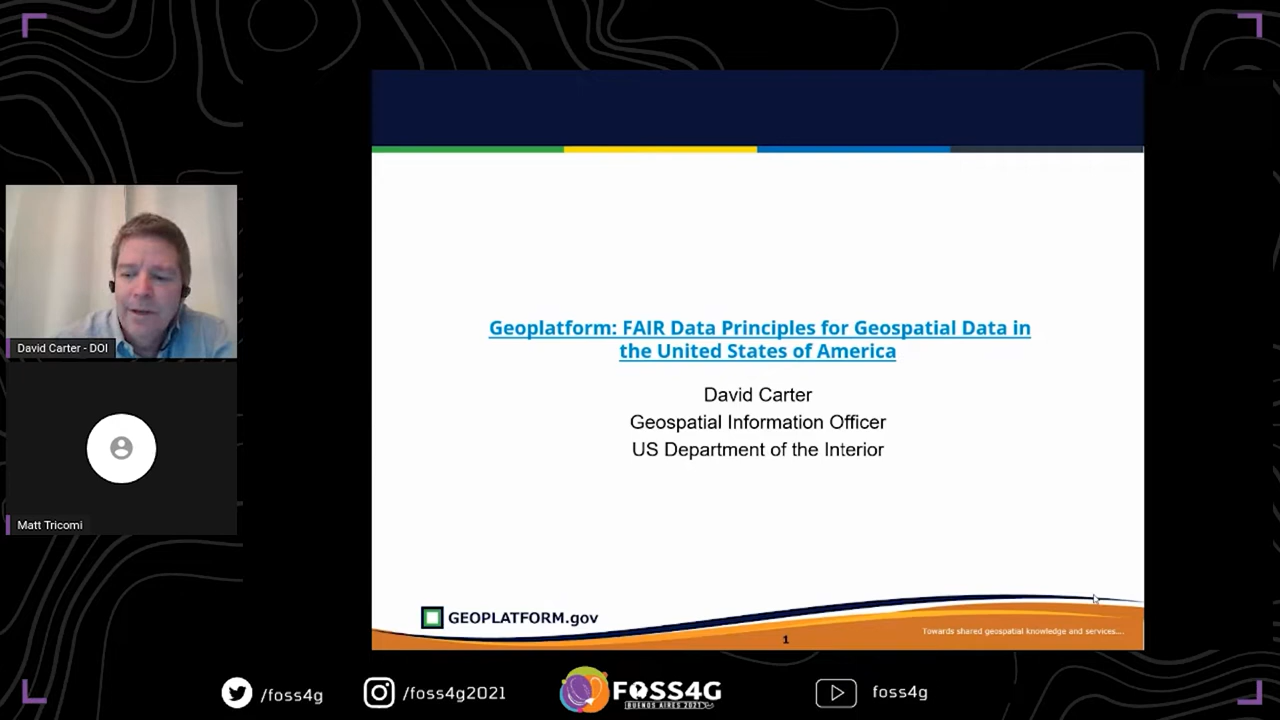 David Carter - DOI
Matt Tricomi
Geoplatform: FAIR Data Principles for Geospatial Data in
the United States of America
David Carter
Geospatial Information Officer
US Department of the Interior
GEOPLATFORM.gov
1
Towards shared geospatial knowledge and services....
/foss4g
/foss4g2021
FOSS4G
BUENOS AIRES 2021
foss4g